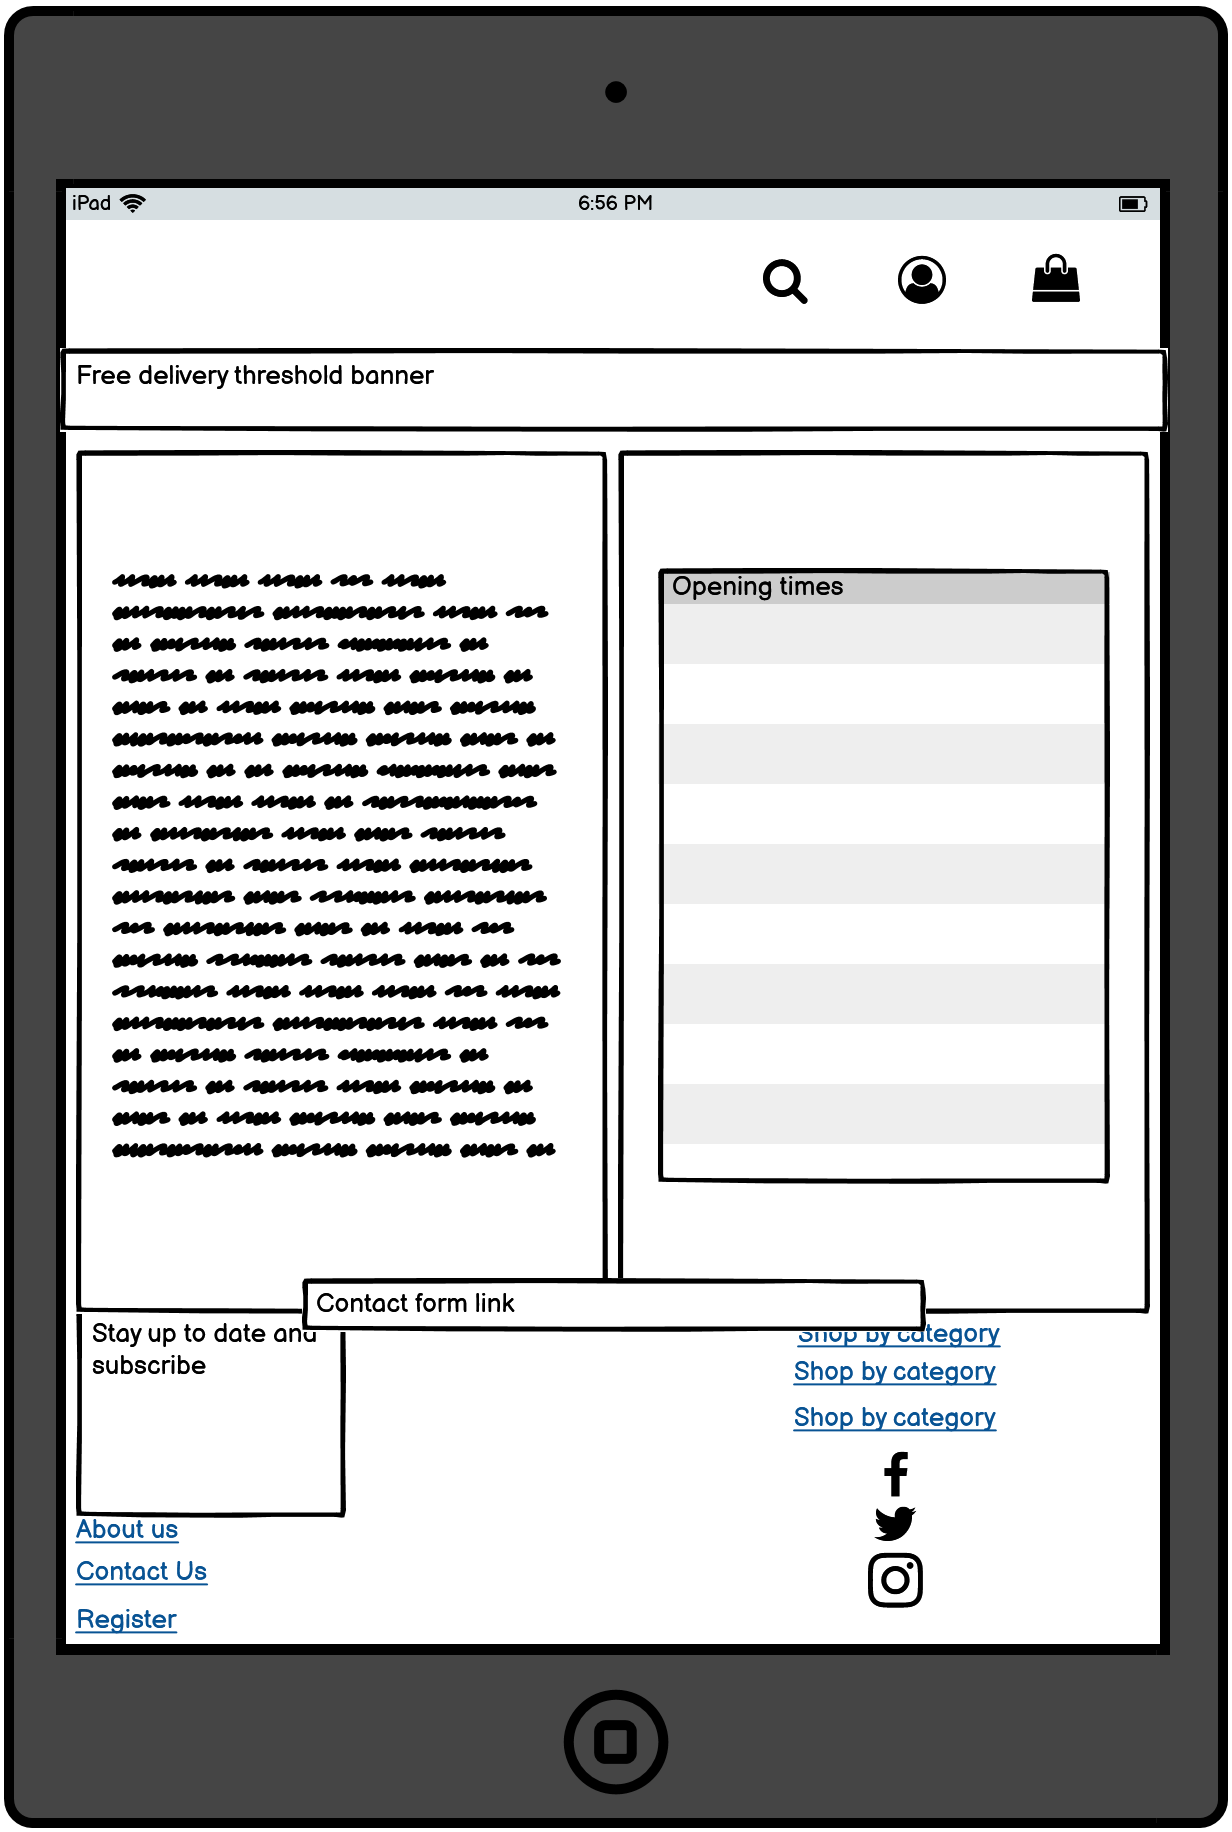 iPad
6:56 PM
Free delivery threshold banner
Opening times
Contact form link
Stay up to date and
subscribe
Shop by category
Shop by category
Shop by category
About us
Contact Us
Register